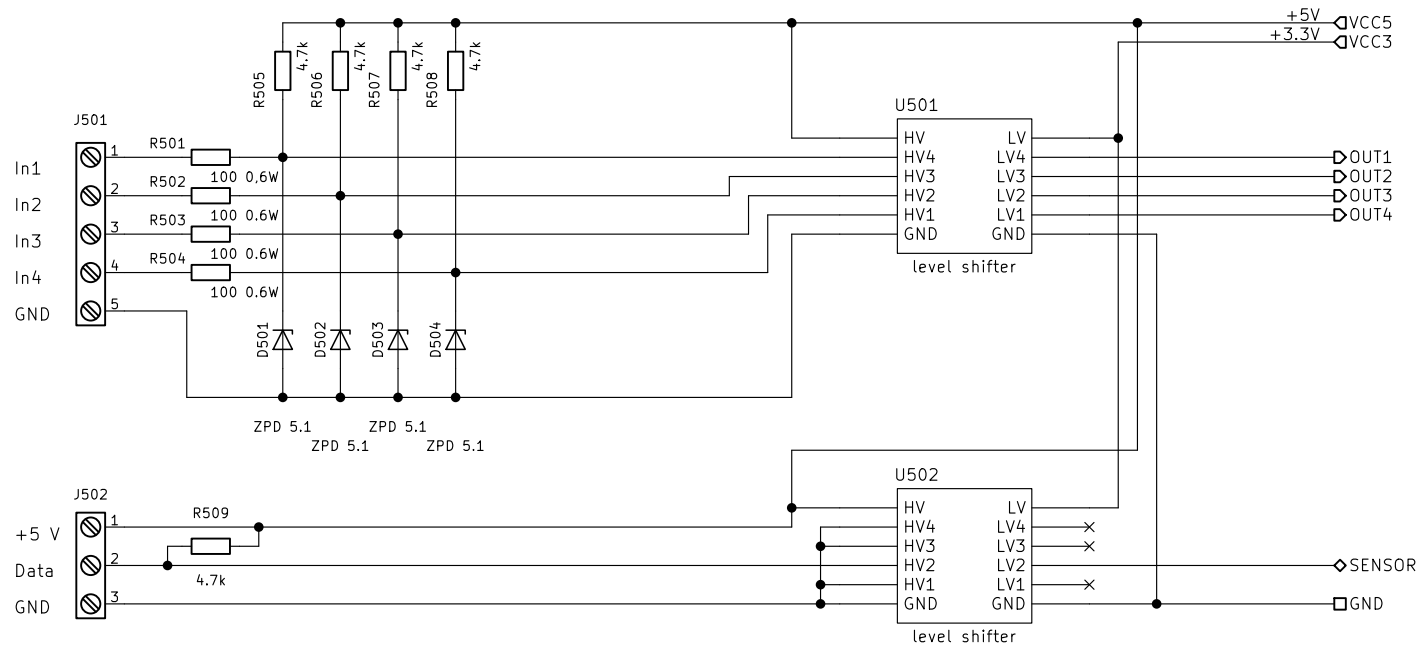 +5V
VCC5
+3.3V
VCC3
R505
4.7k
R506
4.7k
R507
4.7k
R508
4.7k
U501
J501
HV
LV
In1
1
R501
100 0,6W
HV4
LV4
OUT1
HV3
LV3
OUT2
In2
2
R502
100 0.6W
HV2
LV2
OUT3
HV1
LV1
OUT4
In3
3
R503
100 0.6W
GND
GND
level shifter
In4
4
R504
100 0.6W
GND
5
D501
D502
D503
D504
ZPD 5.1
ZPD 5.1
ZPD 5.1
ZPD 5.1
U502
J502
R509
HV
LV
+5 V
1
HV4
LV4
HV3
LV3
Data
2
4.7k
HV2
LV2
SENSOR
HV1
LV1
GND
3
GND
GND
GND
level shifter